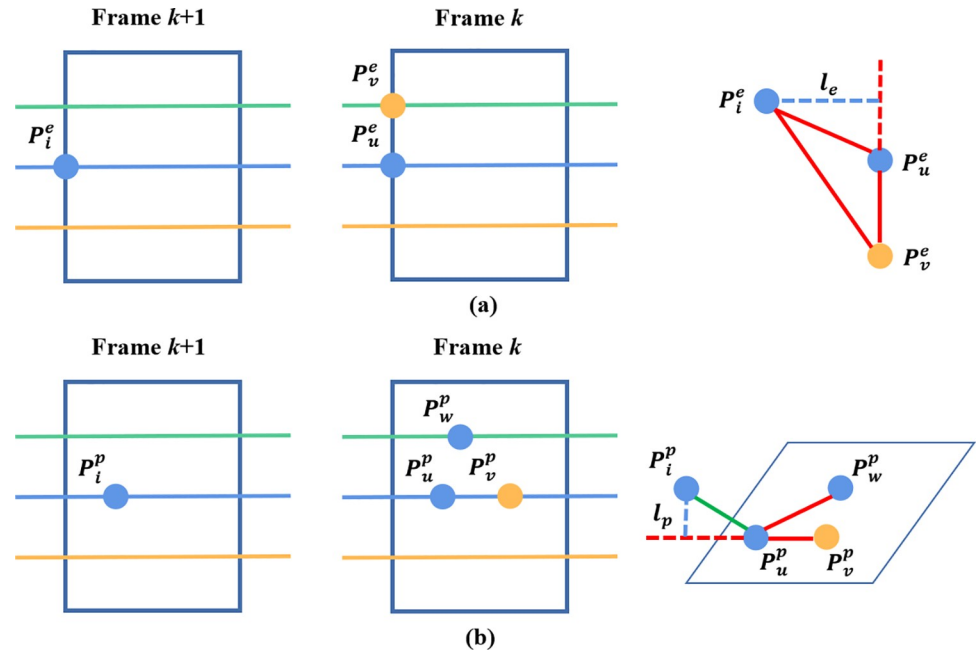 Frame k+1
Frame k
P_v^e
P_i^e
P_u^e
P_i^e
l_e
P_u^e
P_v^e
(a)
Frame k+1
Frame k
P_w^p
P_i^p
P_u^p
P_v^p
P_i^p
P_w^p
l_p
P_u^p
P_v^p
(b)